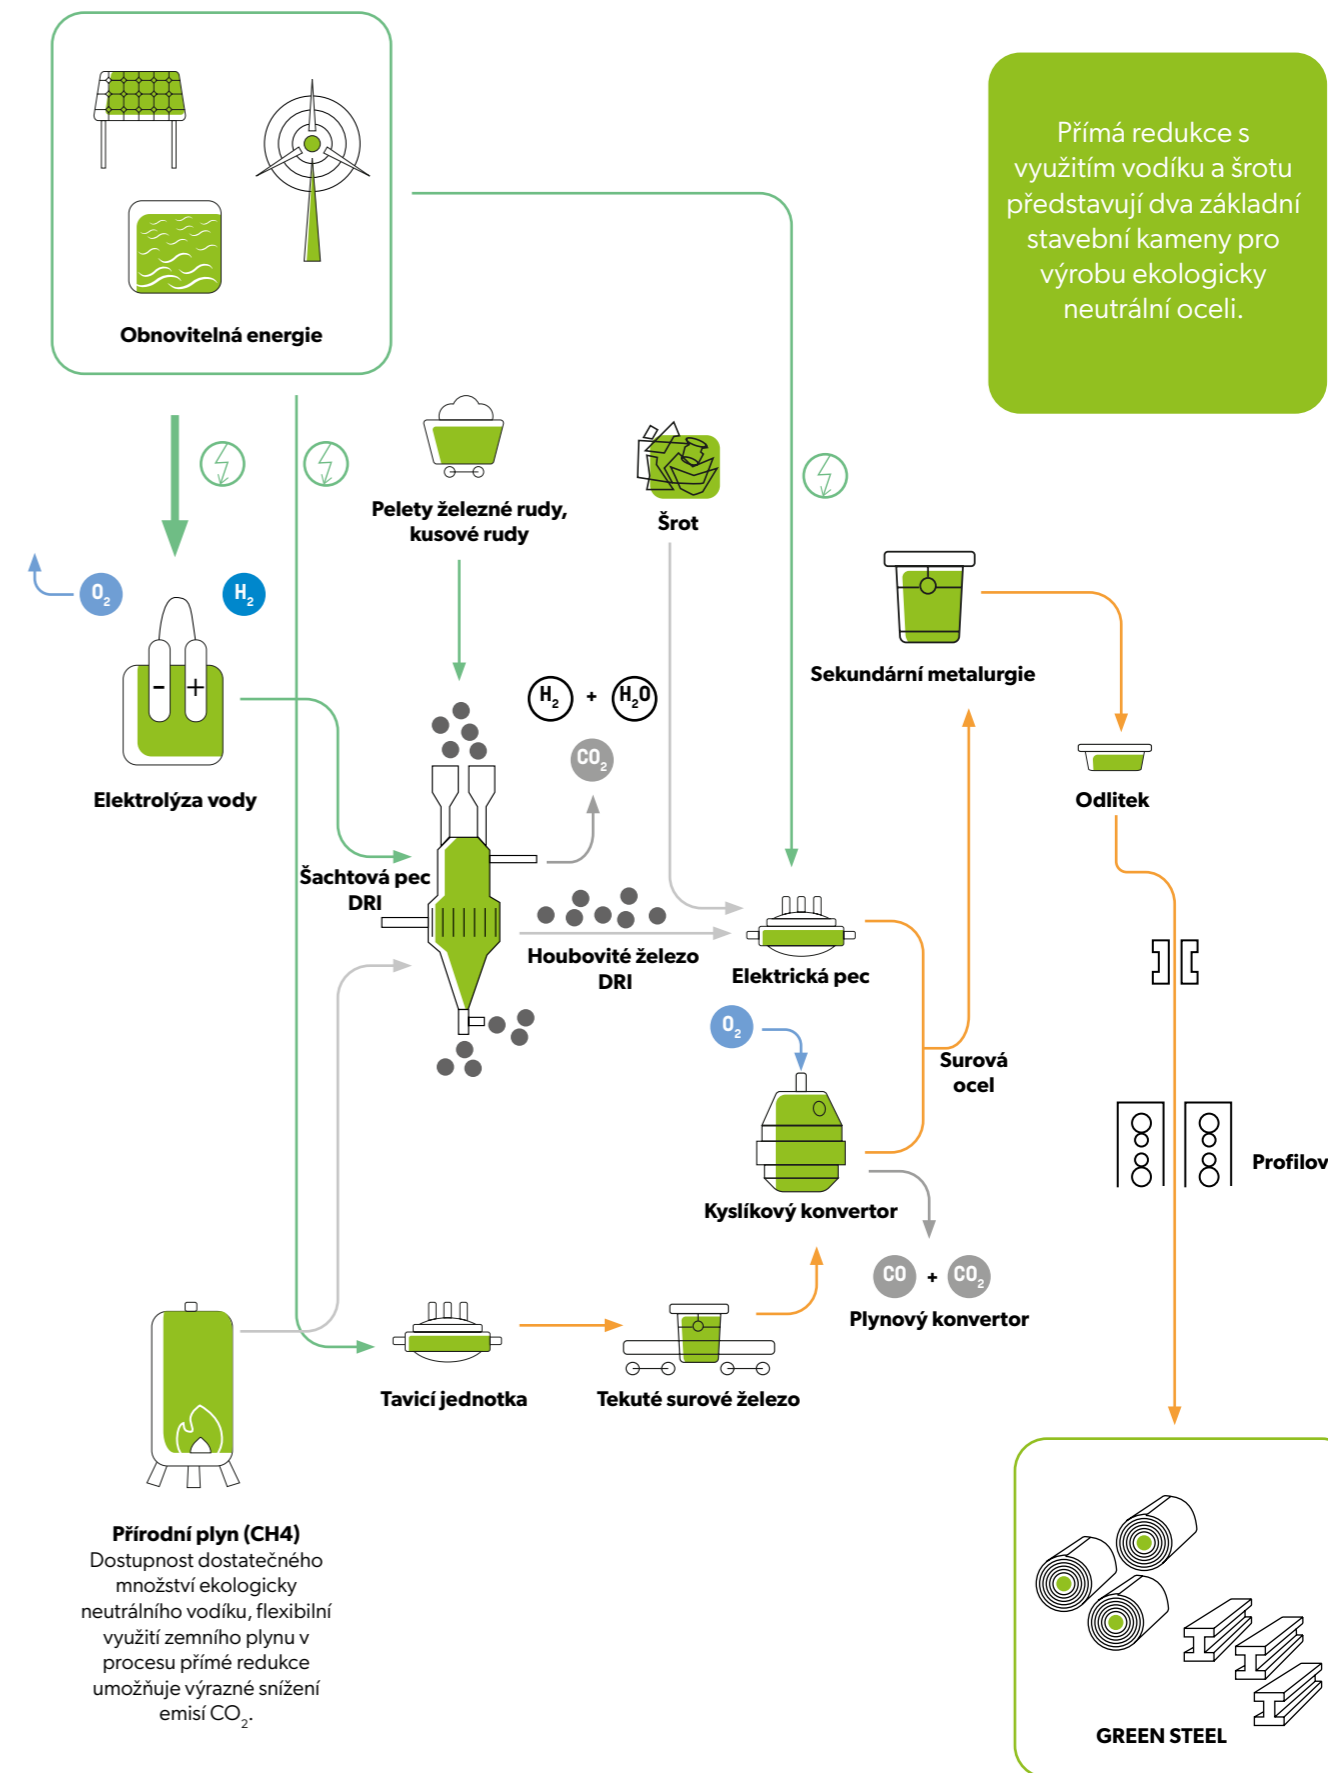 Přímá redukce s
využitím vodíku a šrotu
představují dva základní
stavební kameny pro
výrobu ekologicky
neutrální oceli.
Obnovitelná energie
Pelety železné rudy,
kusové rudy
Šrot
O₂
H₂
- +
Elektrolýza vody
H₂ + H₂O
CO₂
Sekundární metalurgie
Odlitek
Šachtová pec
DRI
Houbovité železo
DRI
Elektrická pec
O₂
Surová
ocel
Kyslíkový konvertor
Profilov
CO + CO₂
Plynový konvertor
Tavicí jednotka
Tekuté surové železo
Přírodní plyn (CH4)
Dostupnost dostatečného
množství ekologicky
neutrálního vodíku, flexibilní
využití zemního plynu v
procesu přímé redukce
umožňuje výrazné snížení
emisí CO₂.
GREEN STEEL